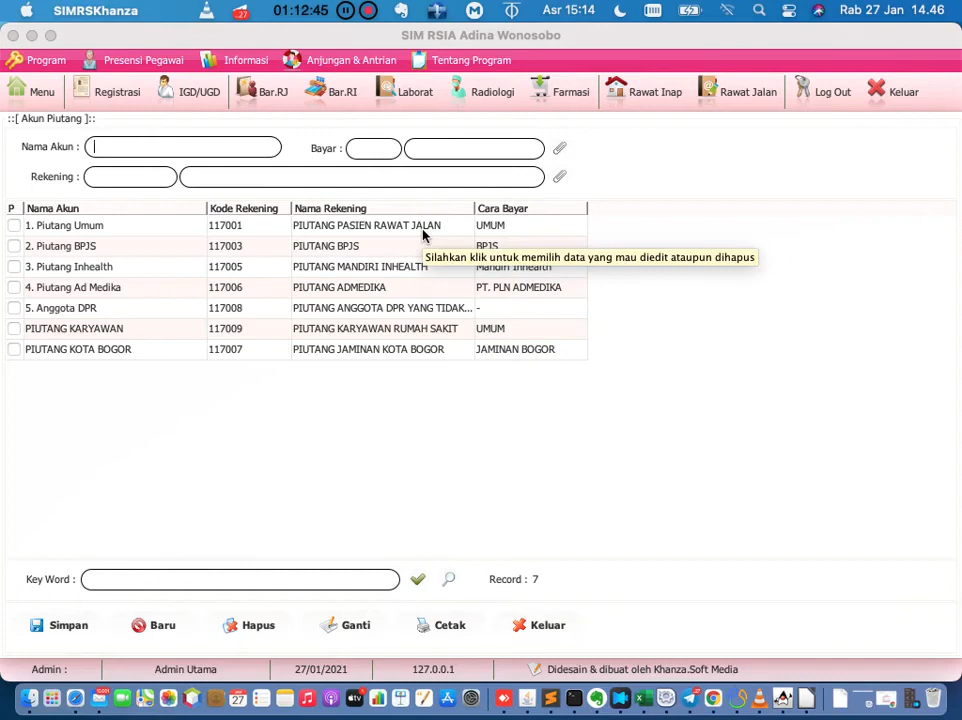 SIMRSKhanza 27 01:12:45 Asr 15:14 Rab 27 Jan 14.46
SIM RSIA Adina Wonosobo
Program Presensi Pegawai Informasi Anjungan & Antrian Tentang Program
Menu Registrasi IGD/UGD Bar.RJ Bar.RI Laborat Radiologi Farmasi Rawat Inap Rawat Jalan Log Out Keluar
::[ Akun Piutang ]::
Nama Akun : Bayar :
Rekening :
P Nama Akun Kode Rekening Nama Rekening Cara Bayar
1. Piutang Umum 117001 PIUTANG PASIEN RAWAT JALAN UMUM
2. Piutang BPJS 117003 PIUTANG BPJS BPJS
Silahkan klik untuk memilih data yang mau diedit ataupun dihapus
3. Piutang Inhealth 117005 PIUTANG MANDIRI INHEALTH Mandiri Inhealth
4. Piutang Ad Medika 117006 PIUTANG ADMEDIKA PT. PLN ADMEDIKA
5. Anggota DPR 117008 PIUTANG ANGGOTA DPR YANG TIDAK... -
PIUTANG KARYAWAN 117009 PIUTANG KARYAWAN RUMAH SAKIT UMUM
PIUTANG KOTA BOGOR 117007 PIUTANG JAMINAN KOTA BOGOR JAMINAN BOGOR
Key Word : Record : 7
Simpan Baru Hapus Ganti Cetak Keluar
Admin : Admin Utama 27/01/2021 127.0.0.1 Didesain & dibuat oleh Khanza.Soft Media